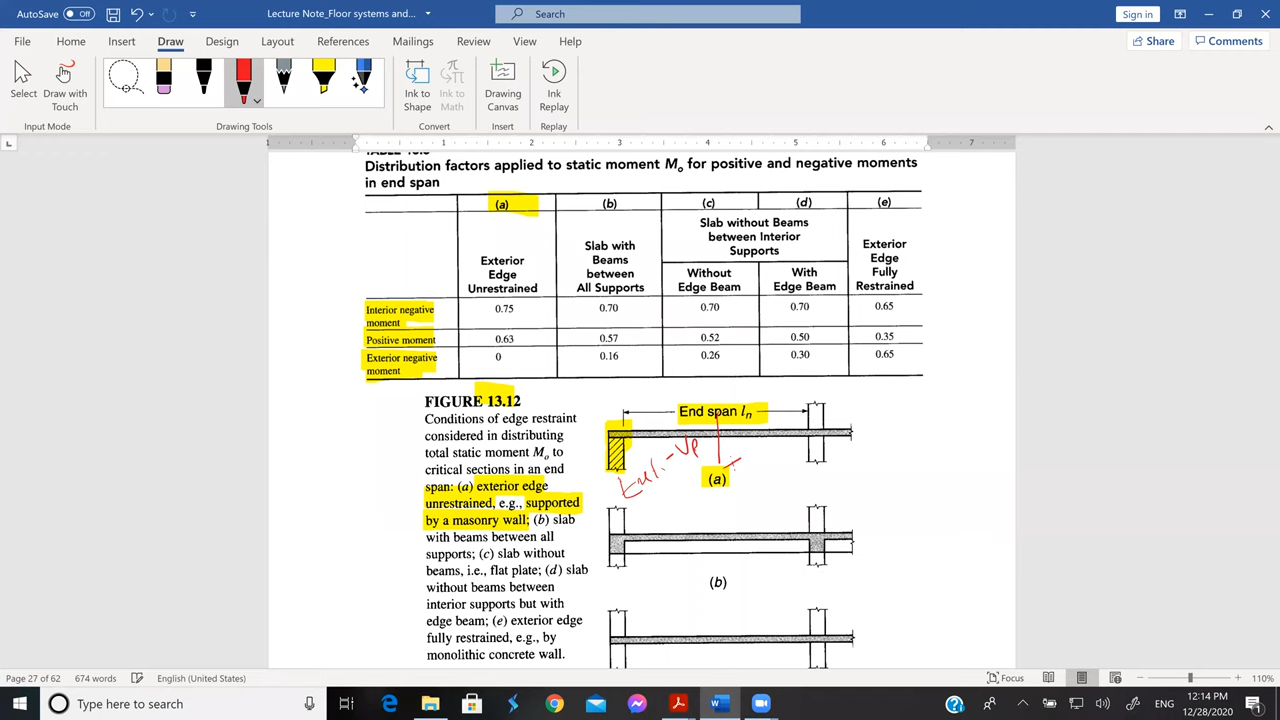 AutoSave Off
Lecture Note_Floor systems and...
Search
Sign in
File Home Insert Draw Design Layout References Mailings Review View Help
Share Comments
Select
Draw with Touch
Ink to Shape
Ink to Math
Drawing Canvas
Ink Replay
Input Mode
Drawing Tools
Convert
Insert
Replay
1 1 2 3 4 5 6 7
Distribution factors applied to static moment Mo for positive and negative moments
in end span
(a) (b) (c) (d) (e)
Exterior Edge Unrestrained
Slab with Beams between All Supports
Slab without Beams between Interior Supports
Without Edge Beam
With Edge Beam
Exterior Edge Fully Restrained
Interior negative moment 0.75 0.70 0.70 0.70 0.65
Positive moment 0.63 0.57 0.52 0.50 0.35
Exterior negative moment 0 0.16 0.26 0.30 0.65
FIGURE 13.12
Conditions of edge restraint
considered in distributing
total static moment Mo to
critical sections in an end
span: (a) exterior edge
unrestrained, e.g., supported
by a masonry wall; (b) slab
with beams between all
supports; (c) slab without
beams, i.e., flat plate; (d) slab
without beams between
interior supports but with
edge beam; (e) exterior edge
fully restrained, e.g., by
monolithic concrete wall.
End span ln
(a)
(b)
Page 27 of 62 674 words English (United States)
Focus
110%
Type here to search
12:14 PM
12/28/2020